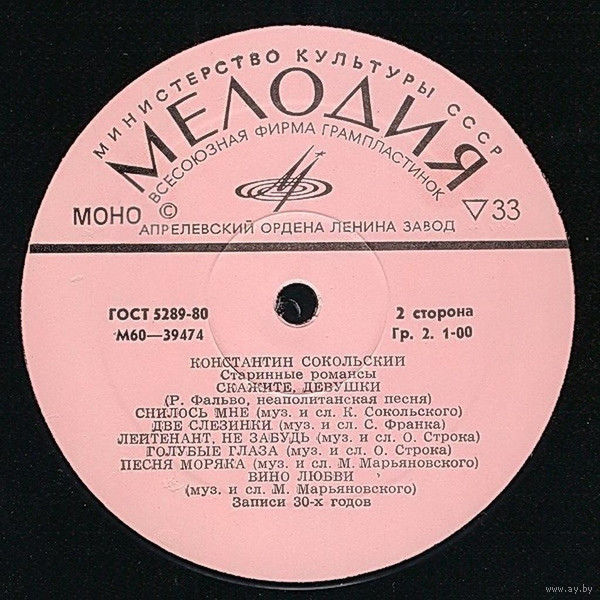 МИНИСТЕРСТВО КУЛЬТУРЫ СССР
МЕЛОДИЯ
ВСЕСОЮЗНАЯ ФИРМА ГРАМПЛАСТИНОК
МОНО © ▽33
АПРЕЛЕВСКИЙ ОРДЕНА ЛЕНИНА ЗАВОД
ГОСТ 5289-80 2 сторона
М60—39474 Гр. 2. 1-00
КОНСТАНТИН СОКОЛЬСКИЙ
Старинные романсы
СКАЖИТЕ, ДЕВУШКИ
(Р. Фальво, неаполитанская песня)
СНИЛОСЬ МНЕ (муз. и сл. К. Сокольского)
ДВЕ СЛЕЗИНКИ (муз. и сл. С. Франка)
ЛЕЙТЕНАНТ, НЕ ЗАБУДЬ (муз. и сл. О. Строка)
ГОЛУБЫЕ ГЛАЗА (муз. и сл. О. Строка)
ПЕСНЯ МОРЯКА (муз. и сл. М. Марьяновского)
ВИНО ЛЮБВИ
(муз. и сл. М. Марьяновского)
Записи 30-х годов
www.ay.by